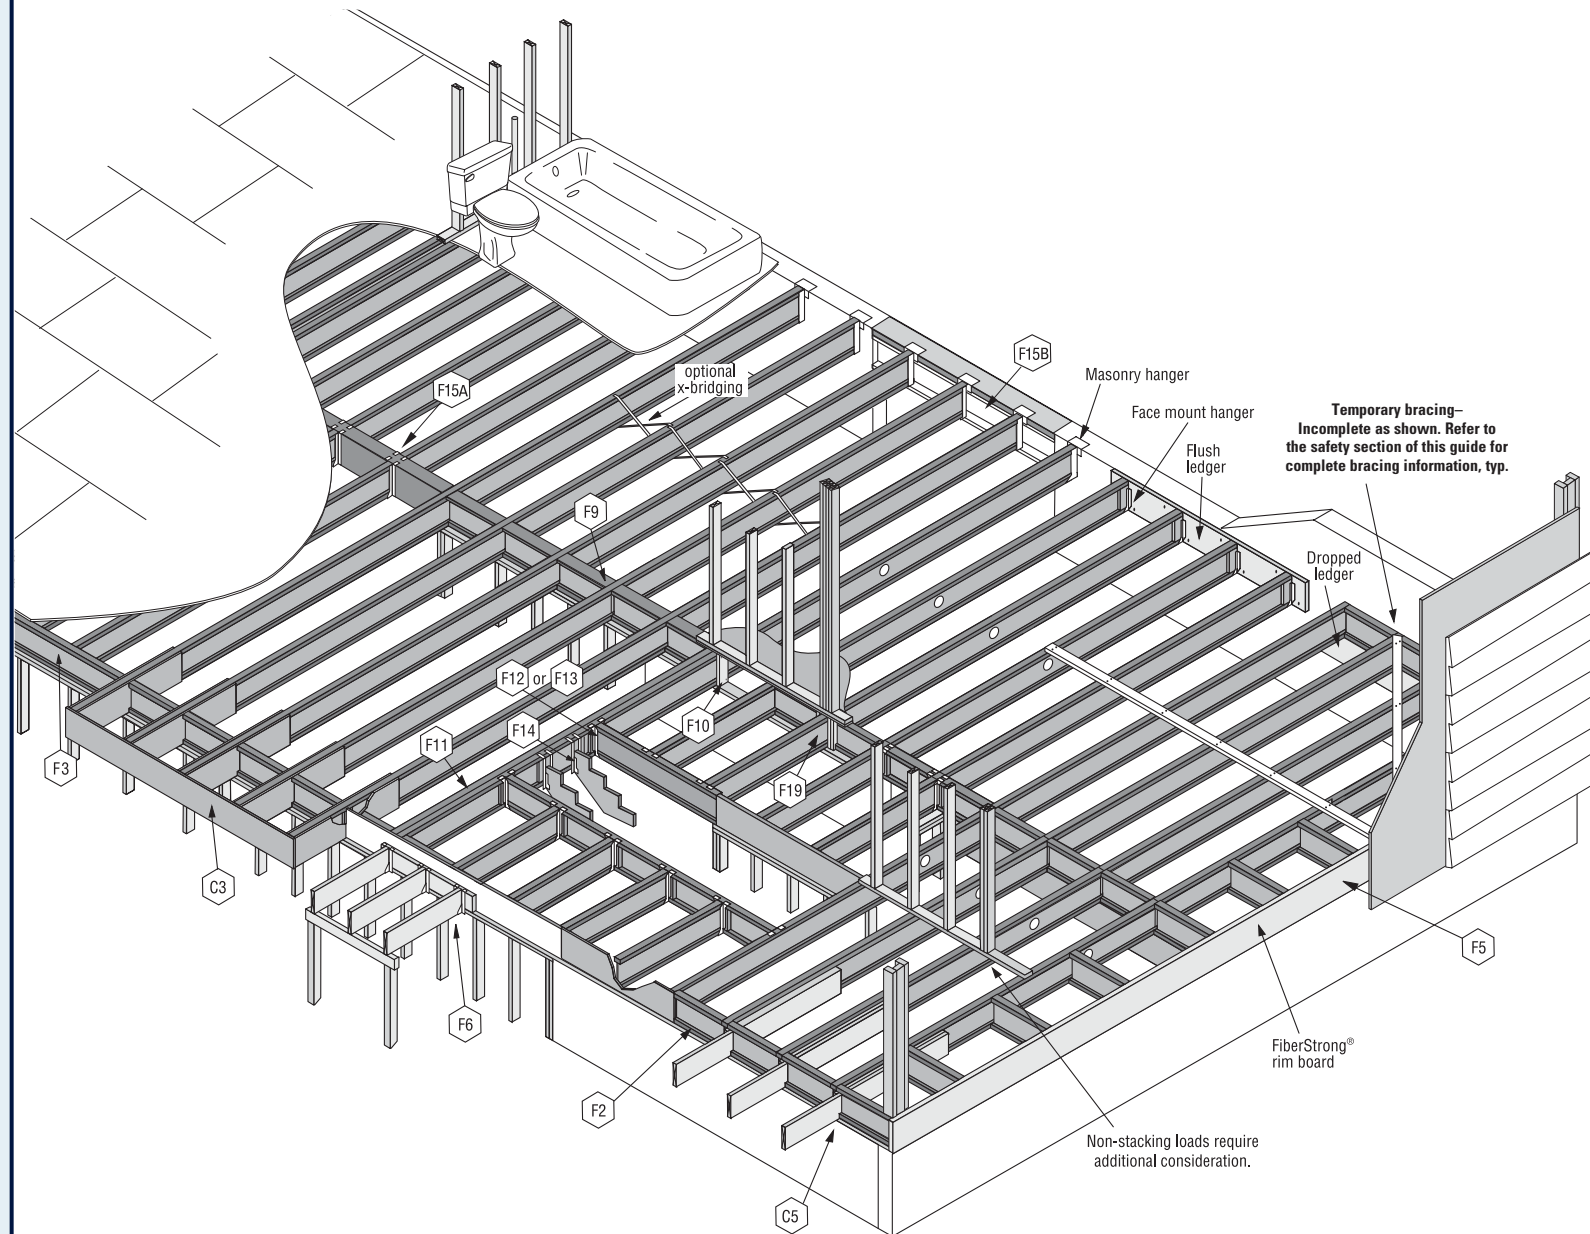 F15B
optional
x-bridging
Masonry hanger
F15A
Face mount hanger
Temporary bracing–
Incomplete as shown. Refer to
the safety section of this guide for
complete bracing information, typ.
Flush
ledger
F9
Dropped
ledger
F12 or F13
F10
F14
F11
F3
F19
C3
F5
F6
FiberStrong®
rim board
F2
Non-stacking loads require
additional consideration.
C5